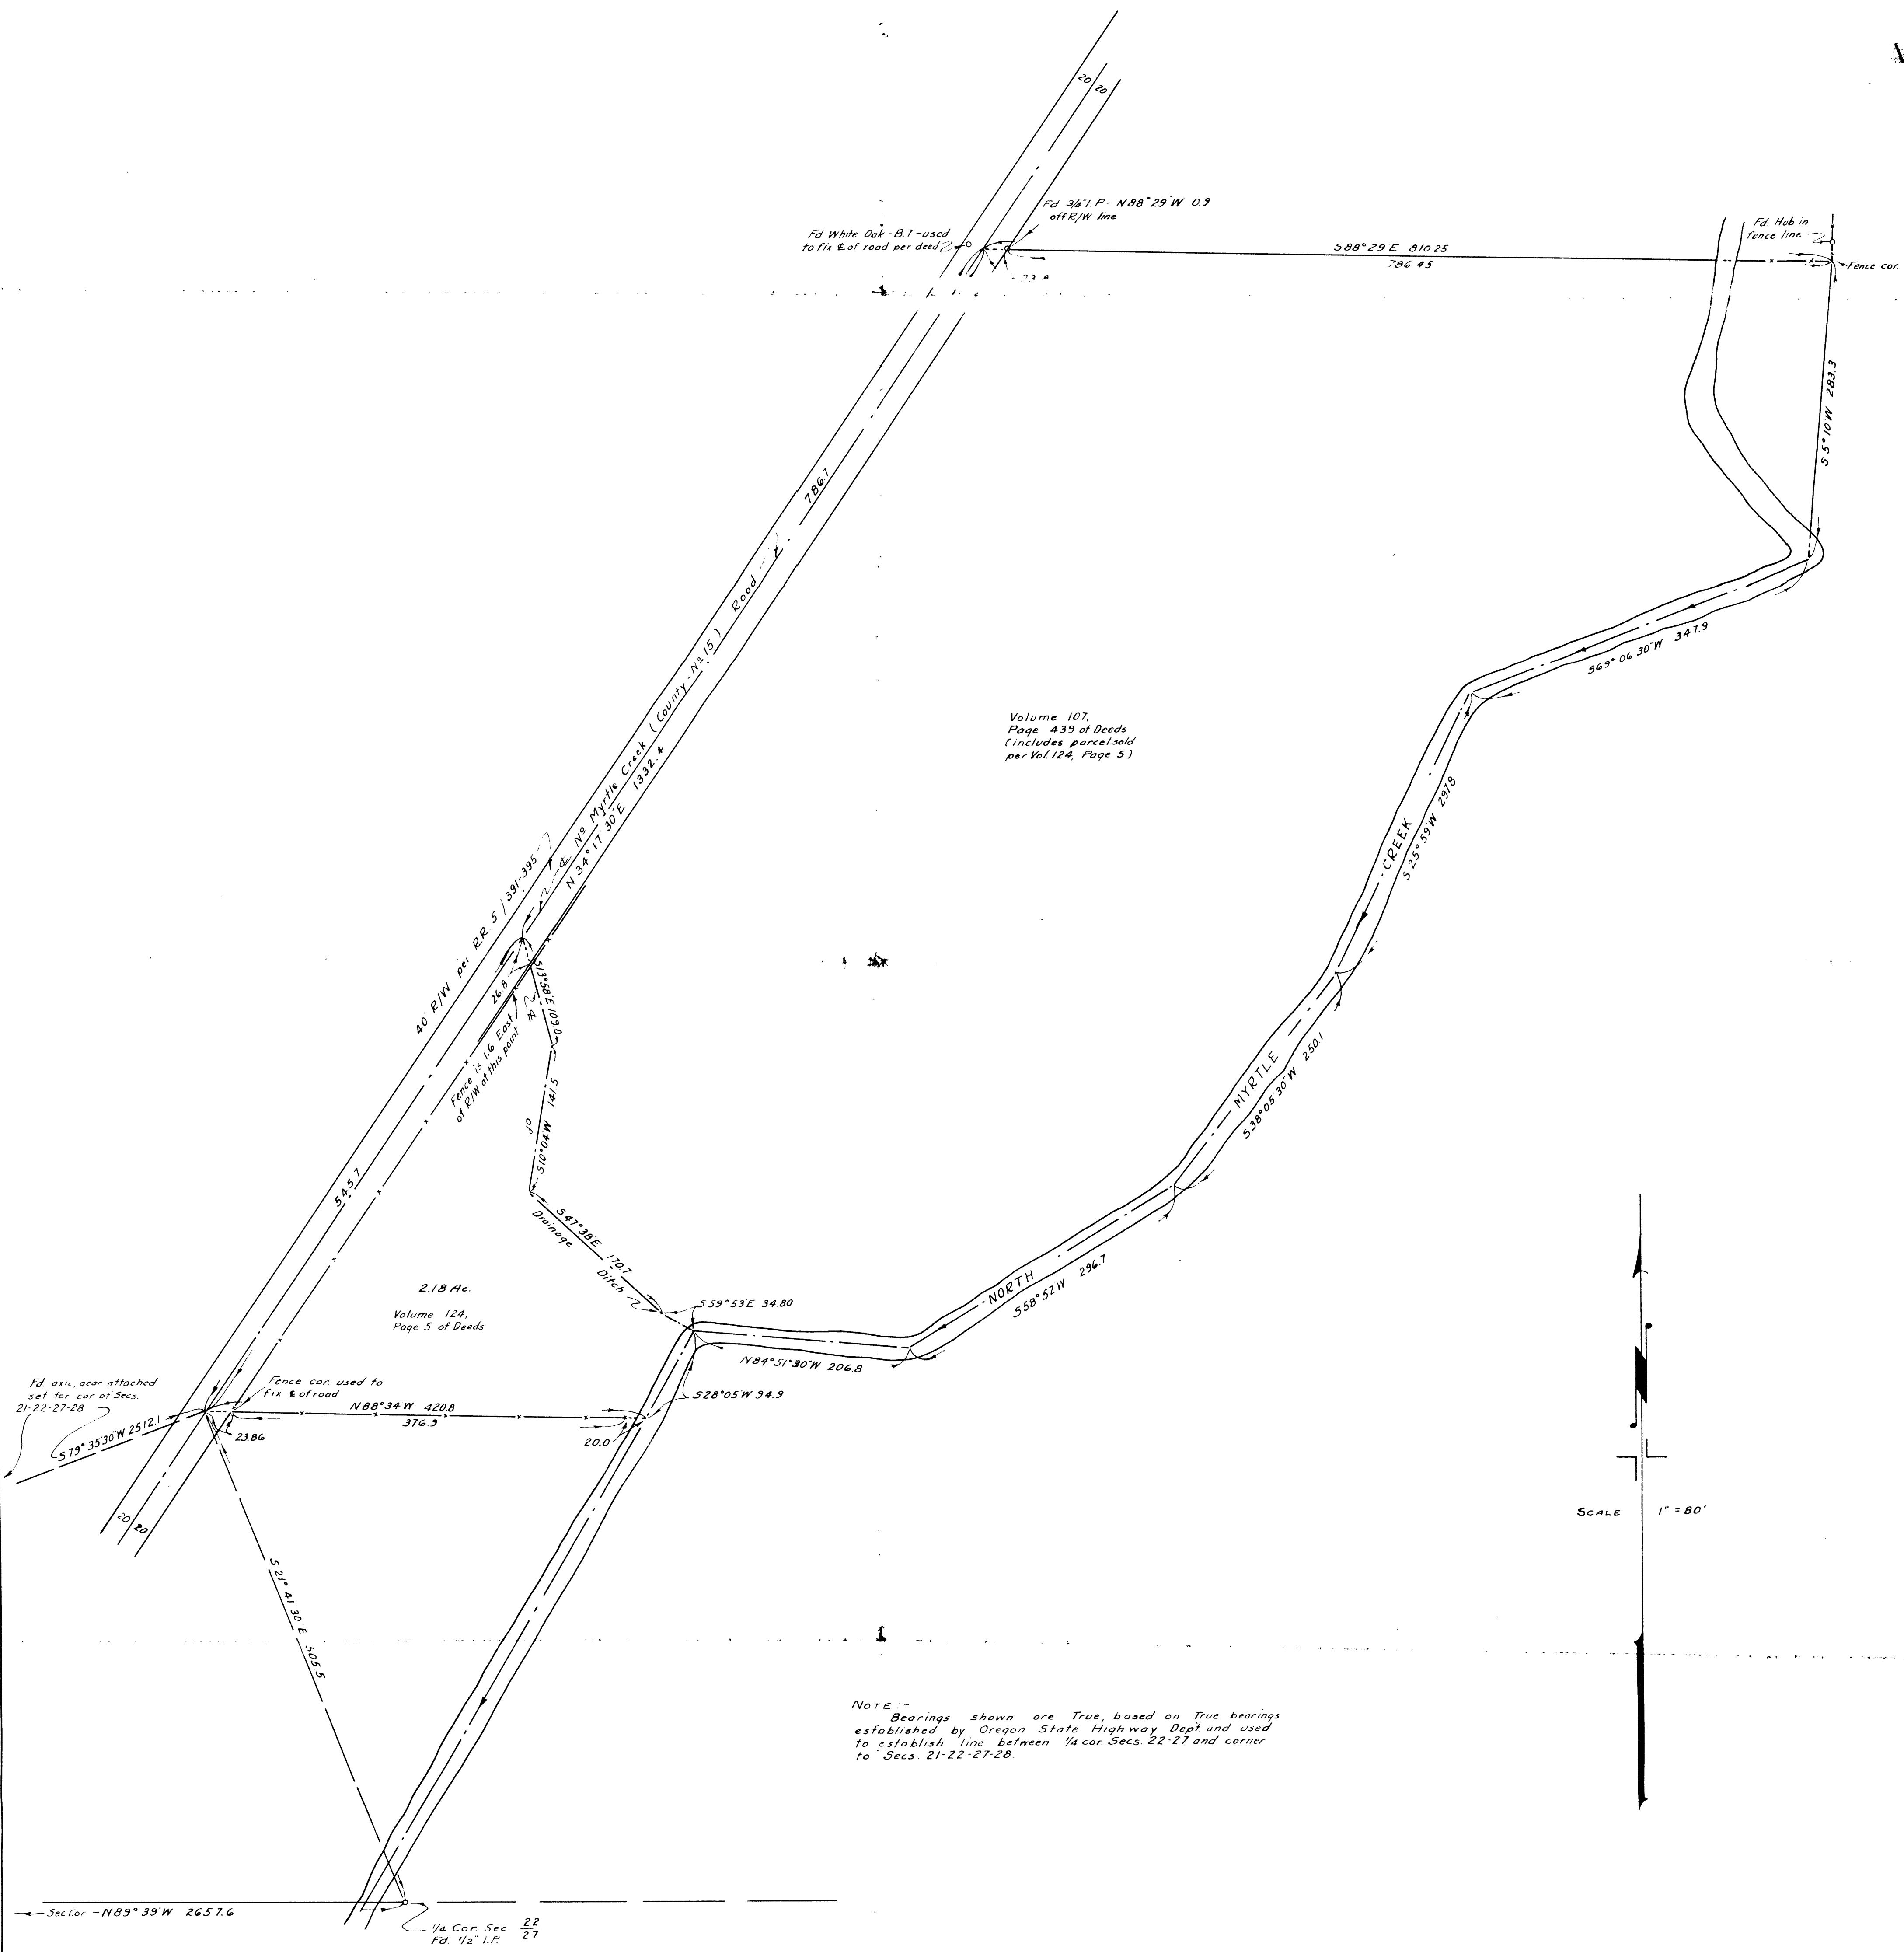 20
20
Fd 3/4" I.P. - N88°29'W 0.9
off R/W line
Fd White Oak - B.T - used
to fix ℄ of road per deed
Fd. Hub in
fence line
S88°29'E 810.25
786.45
Fence cor.
S5°10'W 283.3
786.7
S69°06'30"W 347.9
℄ No Myrtle Creek (County - No 15) Road
N 34°17'30"E 1332.4
Volume 107,
Page 439 of Deeds
(includes parcel sold
per Vol. 124, Page 5)
S 25°59'W 297.8
CREEK
40' R/W per R.R. 5 / 391-395
26.8
S13°58'E 109.0
Fence is 1.6 East
of R/W at this point
S10°04'W 141.5
MYRTLE
S38°05'30"W 250.1
545.7
S47°38'E 170.7
Drainage
Ditch
NORTH
S58°52'W 296.7
2.18 Ac.
Volume 124,
Page 5 of Deeds
S59°53'E 34.80
N84°51'30"W 206.8
S28°05'W 94.9
Fd. axle, gear attached
set for cor of Secs.
21-22-27-28
Fence cor. used to
fix ℄ of road
N88°34'W 420.8
376.9
S79°35'30"W 2512.1
23.86
20.0
20
20
SCALE 1" = 80'
S21°41'30"E 505.5
NOTE:-
Bearings shown are True, based on True bearings
established by Oregon State Highway Dept. and used
to establish line between 1/4 cor. Secs. 22-27 and corner
to Secs. 21-22-27-28.
Sec Cor - N89°39'W 2657.6
1/4 Cor. Sec. 22
27
Fd. 1/2" I.P.